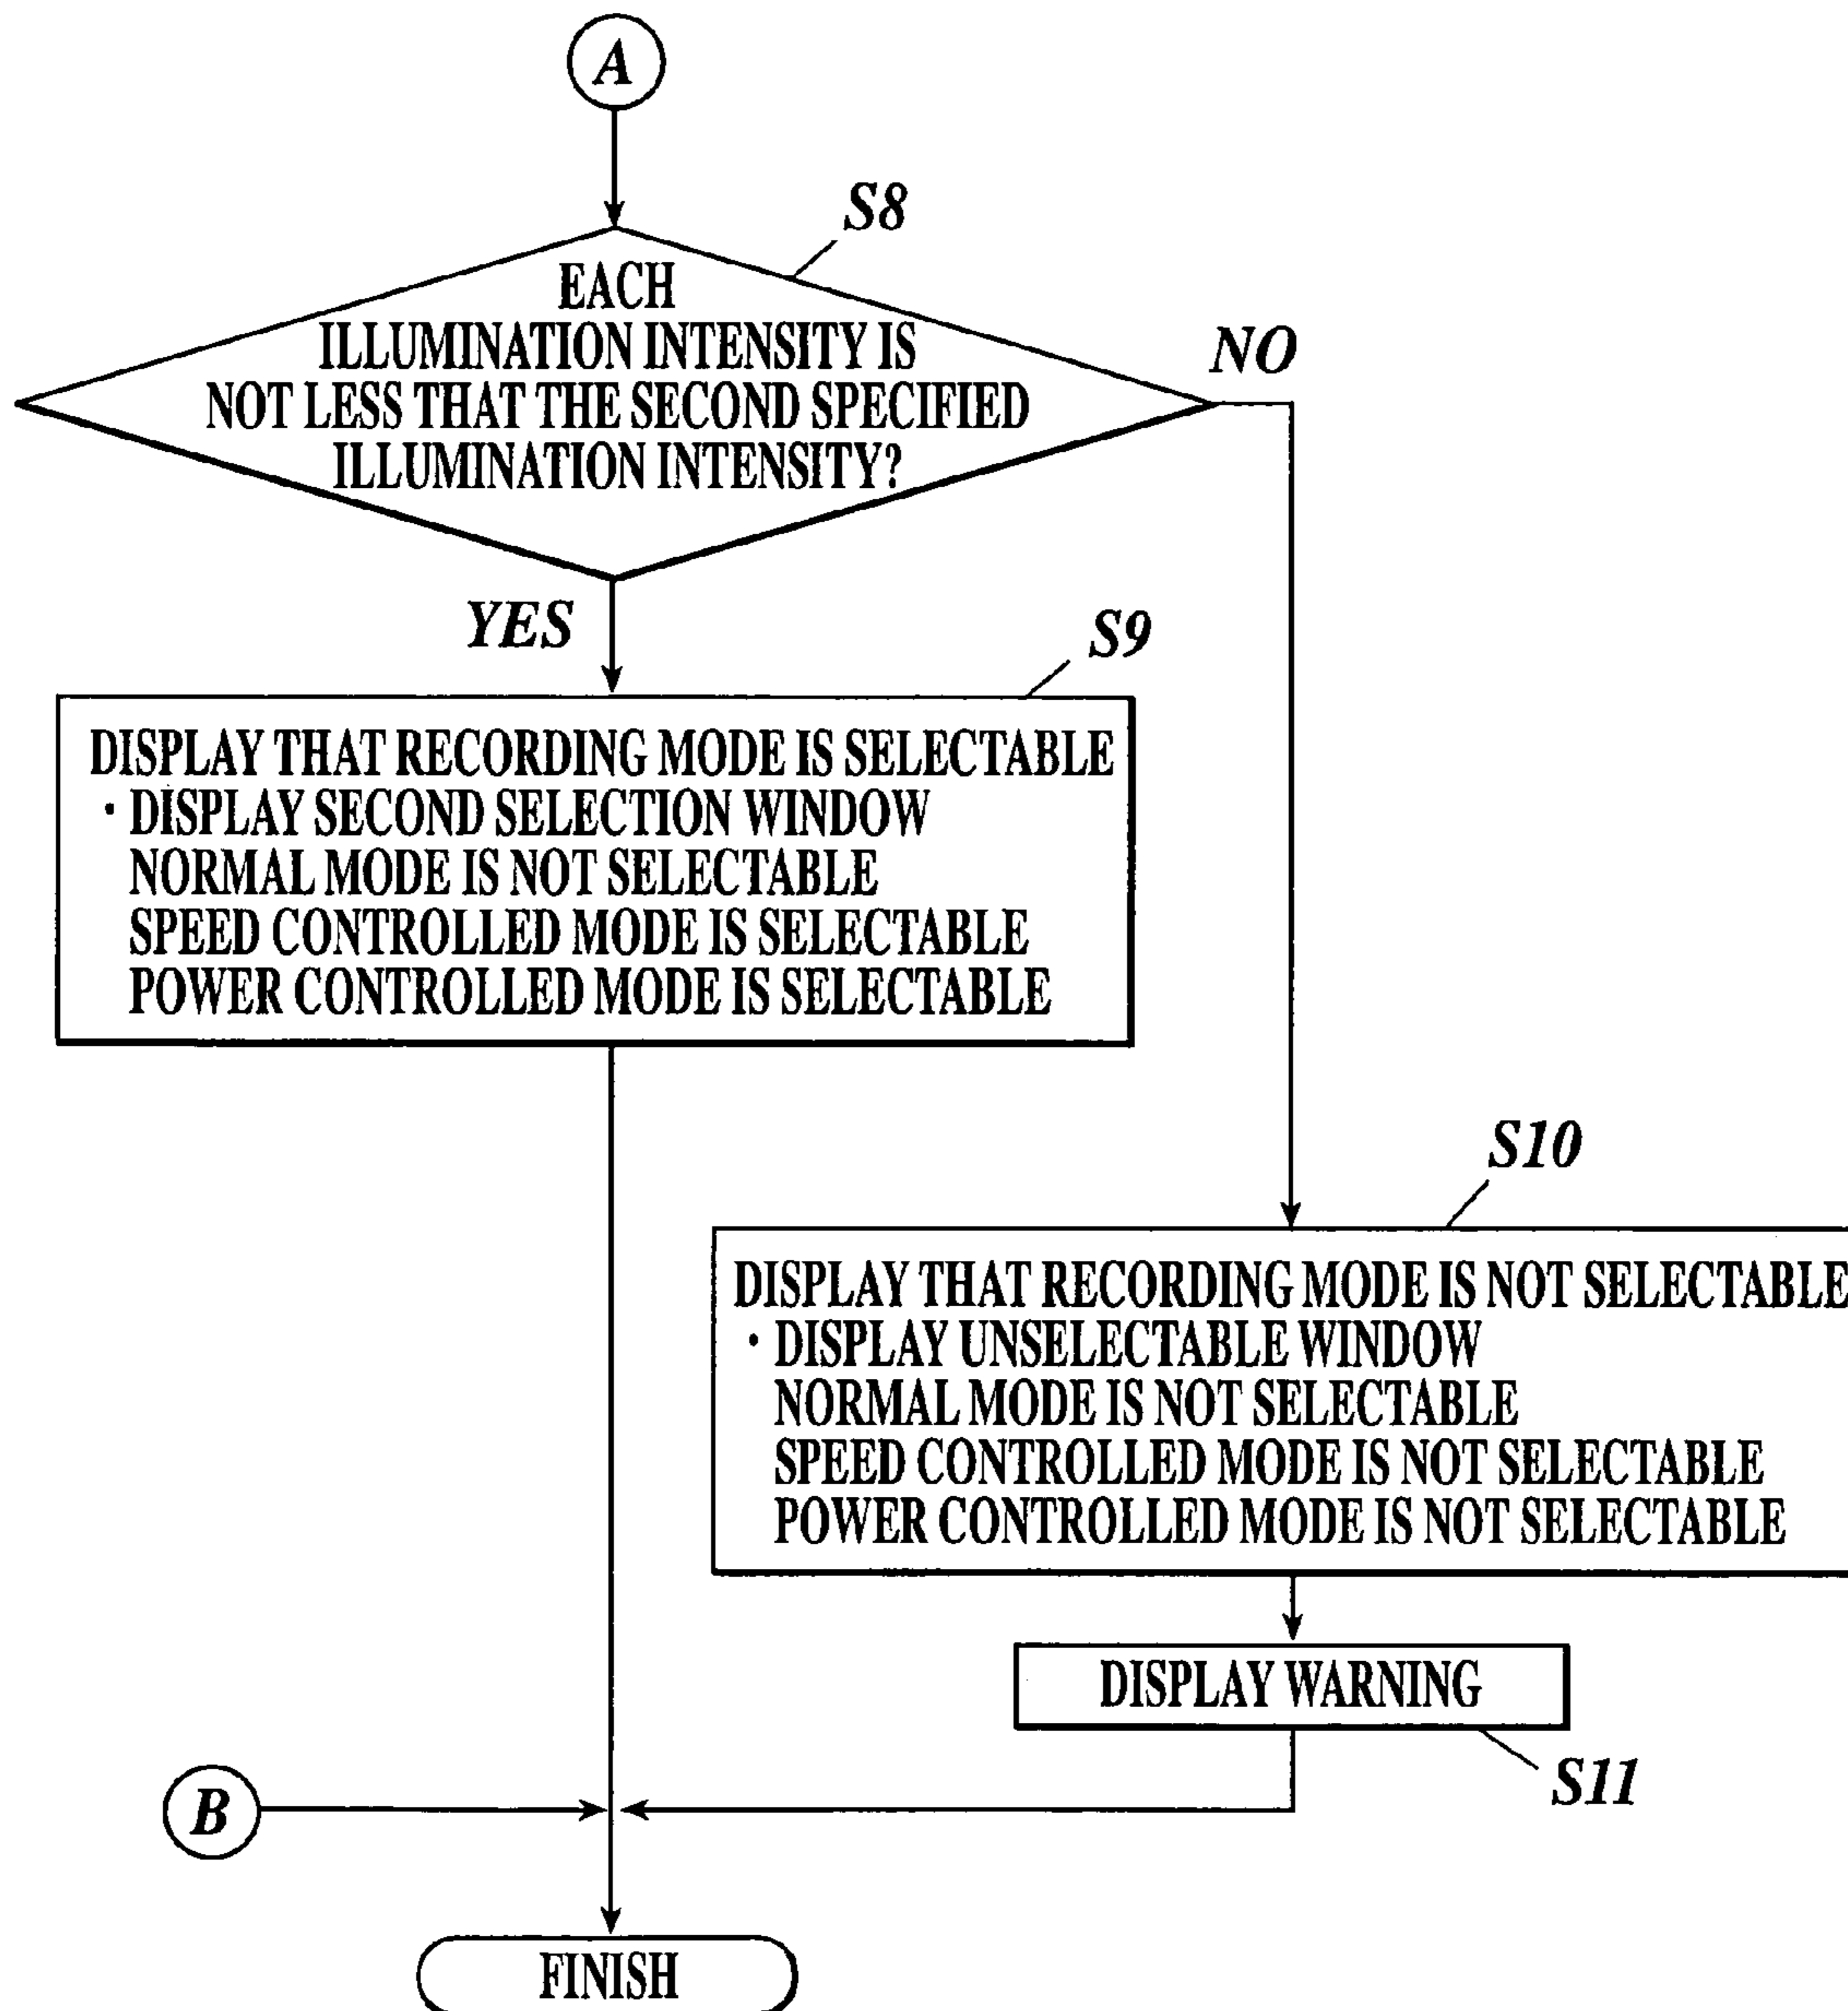 A
S8
EACH
ILLUMINATION INTENSITY IS
NOT LESS THAT THE SECOND SPECIFIED
ILLUMINATION INTENSITY?
NO
YES
S9
DISPLAY THAT RECORDING MODE IS SELECTABLE
· DISPLAY SECOND SELECTION WINDOW
NORMAL MODE IS NOT SELECTABLE
SPEED CONTROLLED MODE IS SELECTABLE
POWER CONTROLLED MODE IS SELECTABLE
S10
DISPLAY THAT RECORDING MODE IS NOT SELECTABLE
· DISPLAY UNSELECTABLE WINDOW
NORMAL MODE IS NOT SELECTABLE
SPEED CONTROLLED MODE IS NOT SELECTABLE
POWER CONTROLLED MODE IS NOT SELECTABLE
DISPLAY WARNING
S11
B
FINISH